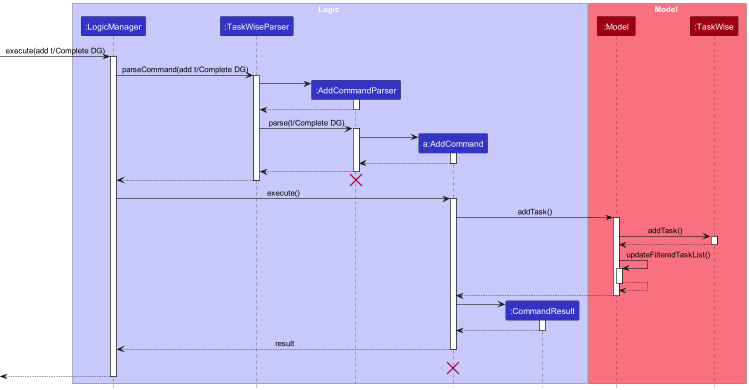 Logic
Model
:LogicManager
:TaskWiseParser
:Model
:TaskWise
execute(add t/Complete DG)
parseCommand(add t/Complete DG)
:AddCommandParser
parse(t/Complete DG)
a:AddCommand
execute()
addTask()
addTask()
updateFilteredTaskList()
:CommandResult
result